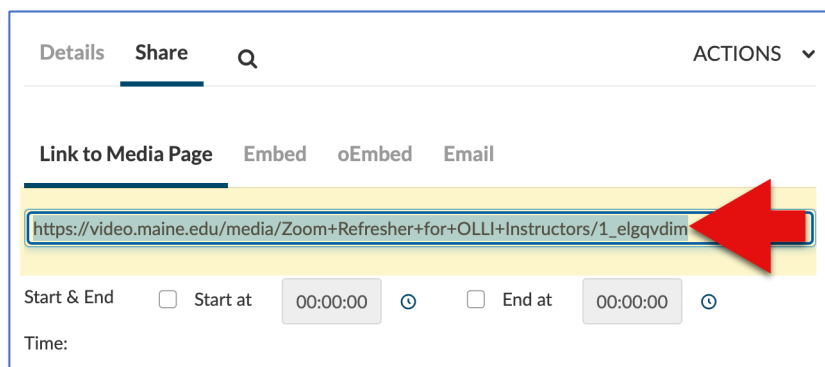 Details Share ACTIONS
Link to Media Page Embed oEmbed Email
https://video.maine.edu/media/Zoom+Refresher+for+OLLI+Instructors/1_elgqvdim
Start & End Start at 00:00:00 End at 00:00:00
Time: